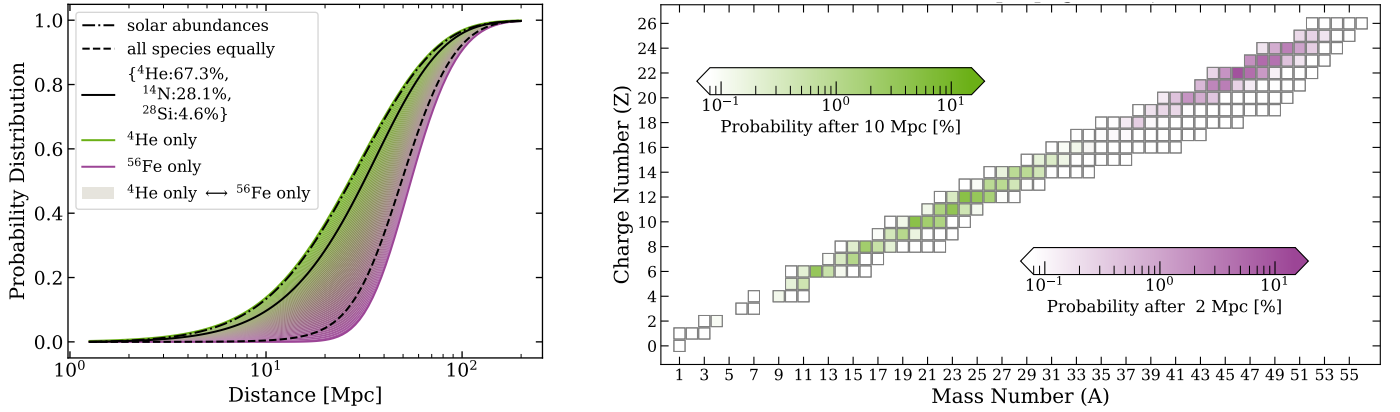 1.0
0.8
0.6
0.4
0.2
0.0
Probability Distribution
solar abundances
all species equally
{⁴He:67.3%,
¹⁴N:28.1%,
²⁸Si:4.6%}
⁴He only
⁵⁶Fe only
⁴He only ⟷ ⁵⁶Fe only
10⁰ 10¹ 10²
Distance [Mpc]
26
24
22
20
18
16
14
12
10
8
6
4
2
0
Charge Number (Z)
10⁻¹ 10⁰ 10¹
Probability after 10 Mpc [%]
10⁻¹ 10⁰ 10¹
Probability after 2 Mpc [%]
1 3 5 7 9 11 13 15 17 19 21 23 25 27 29 31 33 35 37 39 41 43 45 47 49 51 53 55
Mass Number (A)